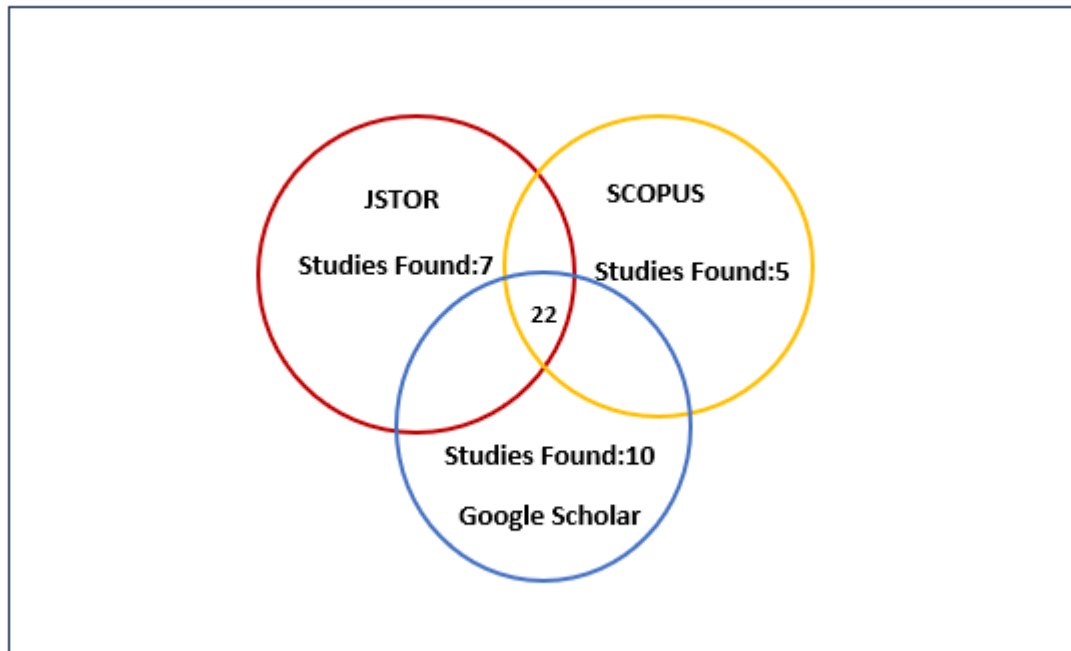 JSTOR
Studies Found:7
SCOPUS
Studies Found:5
22
Studies Found:10
Google Scholar